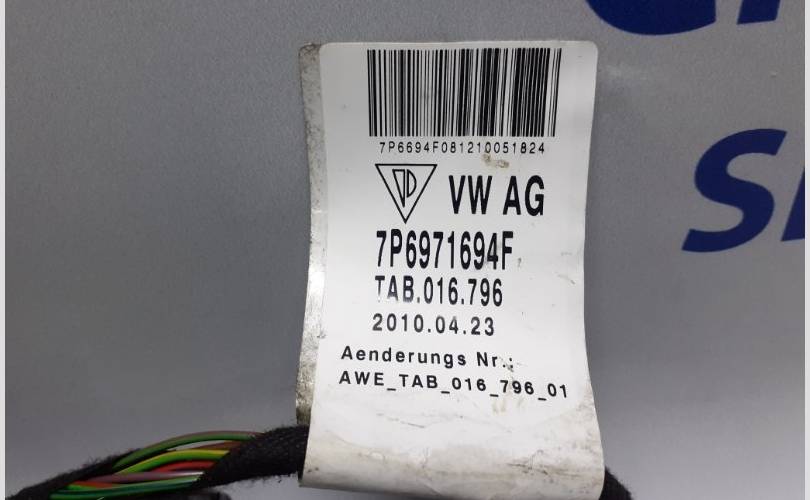 7P6694F081210051824
VW AG
7P6971694F
TAB.016.796
2010.04.23
Aenderungs Nr.:
AWE_TAB_016_796_01